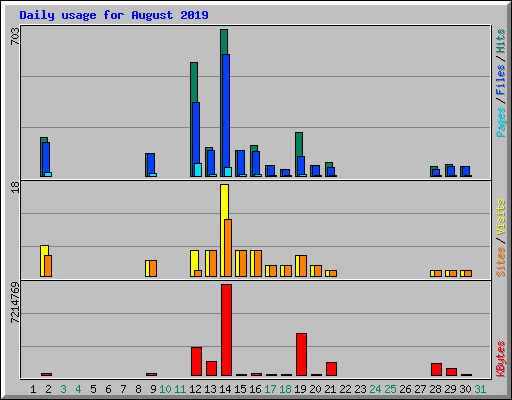 Daily usage for August 2019
703
Pages/Files/Hits
18
Sites/Visits
7214769
KBytes
1 2 3 4 5 6 7 8 9 10 11 12 13 14 15 16 17 18 19 20 21 22 23 24 25 26 27 28 29 30 31